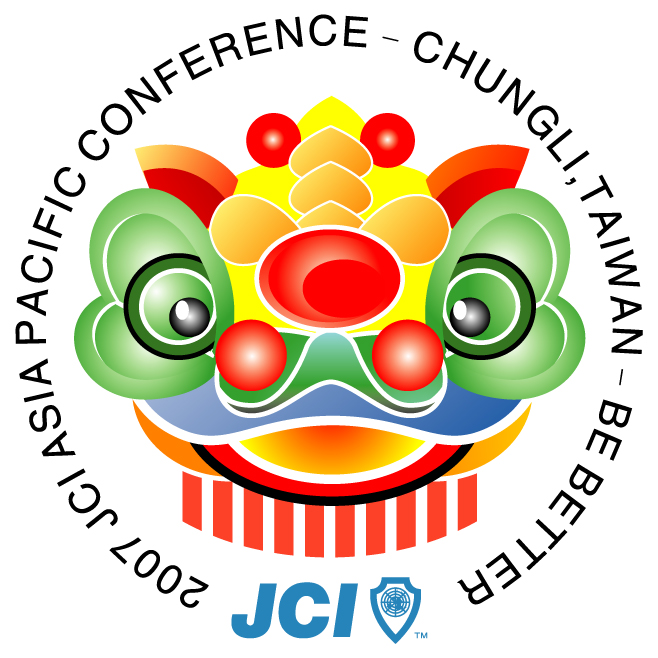 2007 JCI ASIA PACIFIC CONFERENCE – CHUNGLI, TAIWAN – BE BETTER
JCI
TM